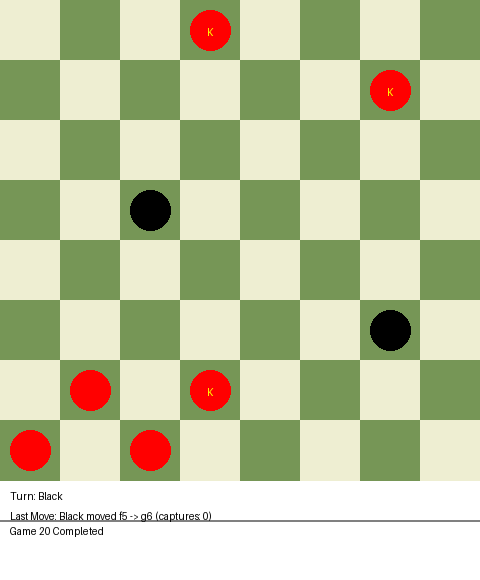 K
K
K
Turn: Black
Last Move: Black moved f5 -> g6 (captures: 0)
Game 20 Completed